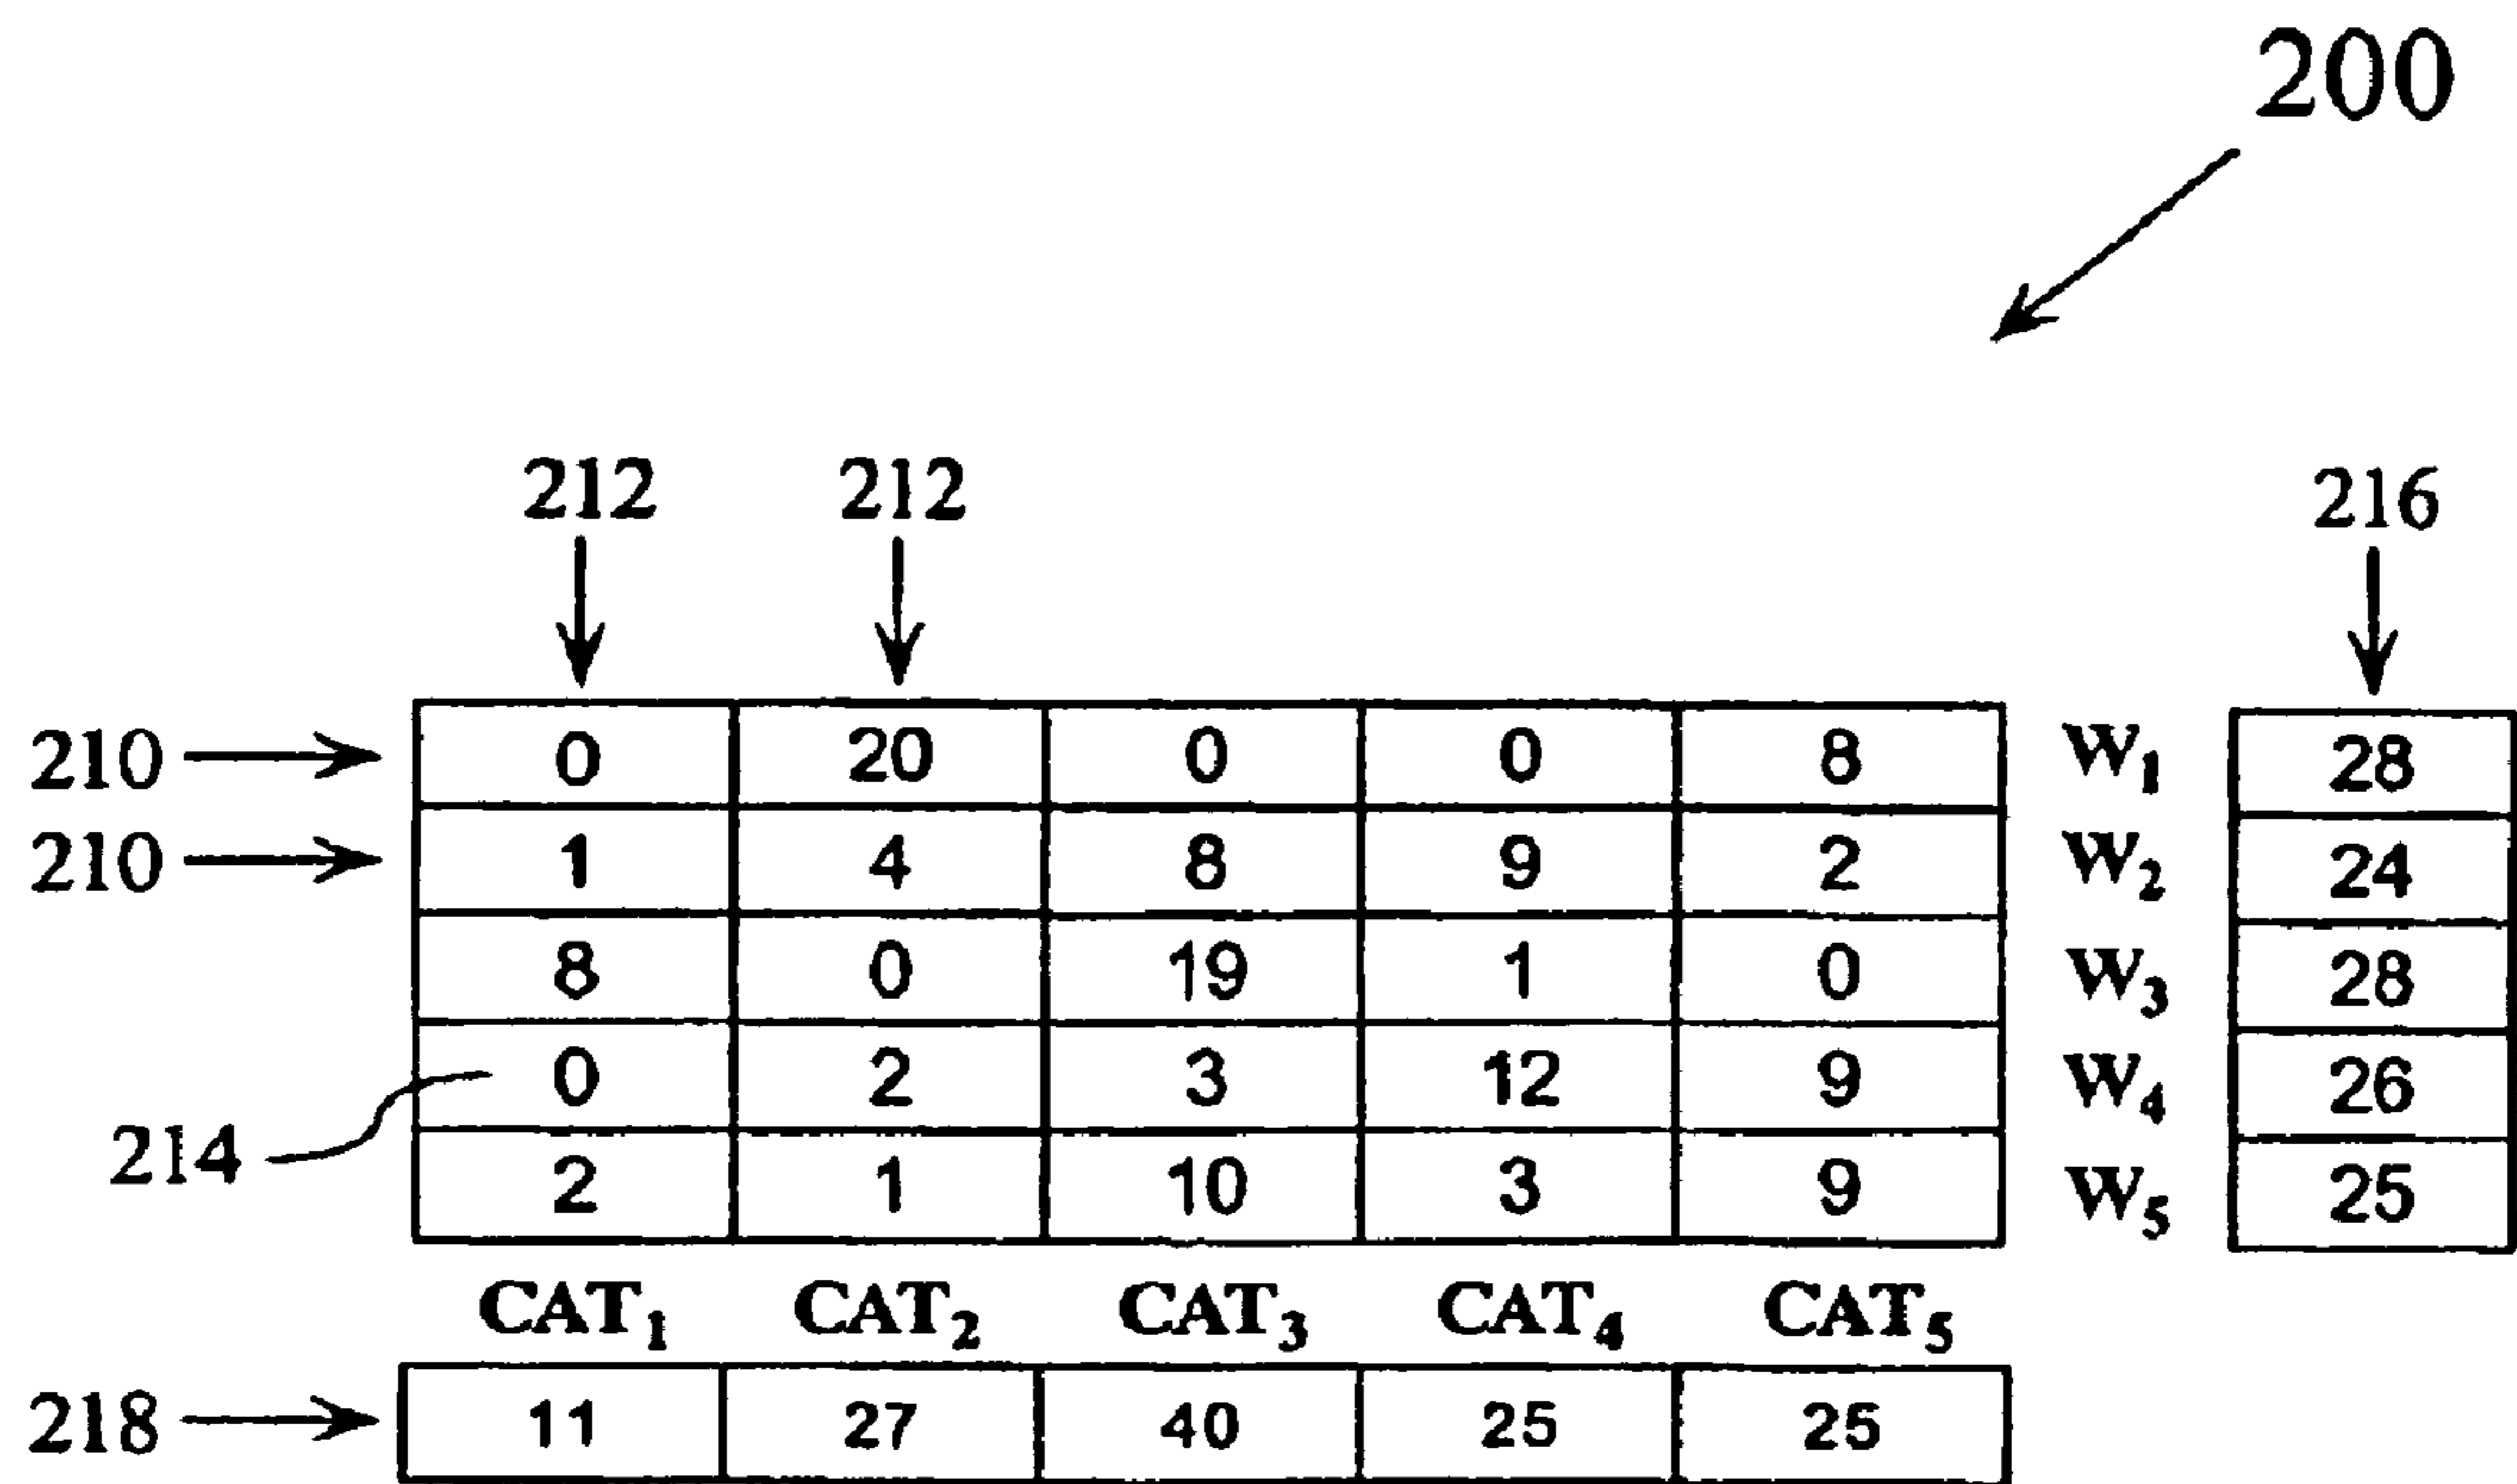 200
212 212 216
210 0 20 0 0 8 W1 28
210 1 4 8 9 2 W2 24
8 0 19 1 0 W3 28
0 2 3 12 9 W4 26
214 2 1 10 3 9 W5 25
CAT1 CAT2 CAT3 CAT4 CAT5
218 11 27 40 25 25